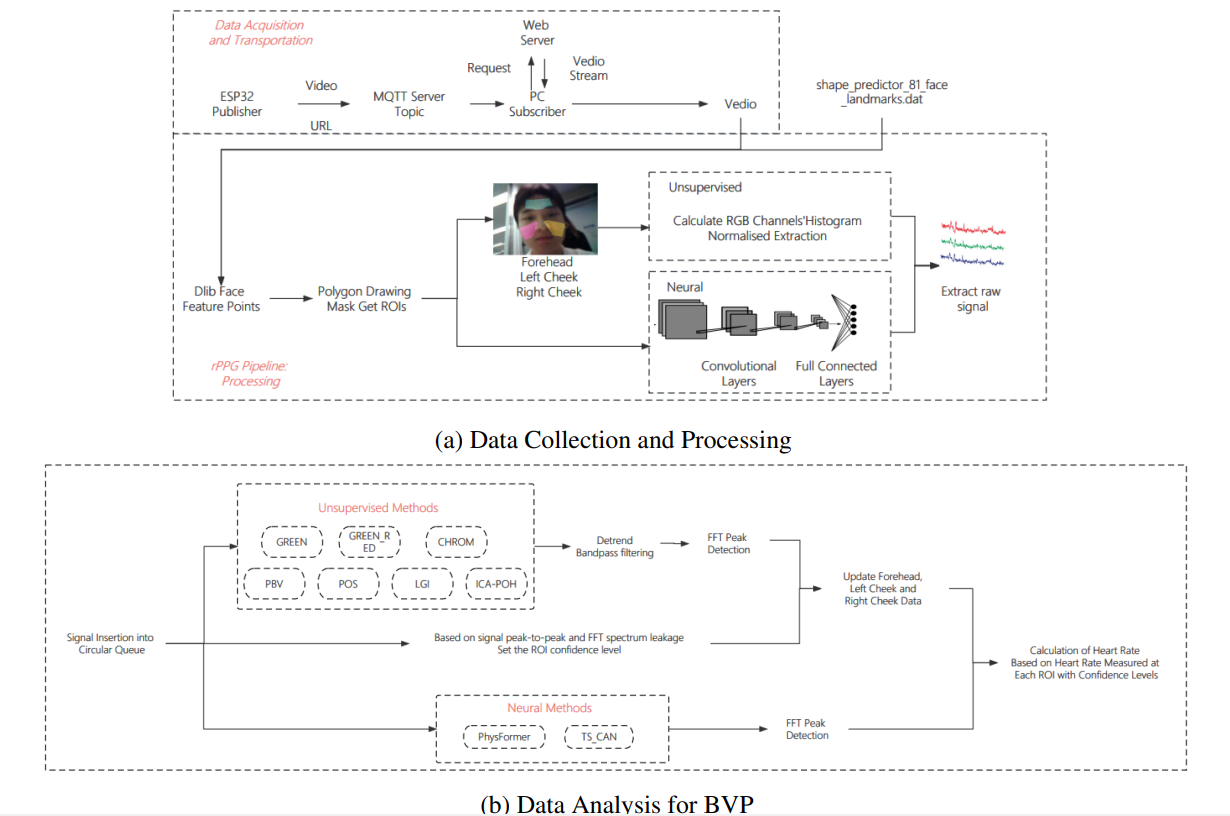 Data Acquisition
and Transportation
Web
Server
Request
Vedio
Stream
Video
ESP32
Publisher
URL
MQTT Server
Topic
PC
Subscriber
Vedio
shape_predictor_81_face
_landmarks.dat
Dlib Face
Feature Points
Polygon Drawing
Mask Get ROIs
Forehead
Left Cheek
Right Cheek
Unsupervised
Calculate RGB Channels'Histogram
Normalised Extraction
Neural
Convolutional
Layers
Full Connected
Layers
Extract raw
signal
rPPG Pipeline:
Processing
(a) Data Collection and Processing
Unsupervised Methods
GREEN
GREEN_R
ED
CHROM
PBV
POS
LGI
ICA-POH
Detrend
Bandpass filtering
FFT Peak
Detection
Update Forehead,
Left Cheek and
Right Cheek Data
Signal Insertion into
Circular Queue
Based on signal peak-to-peak and FFT spectrum leakage
Set the ROI confidence level
Calculation of Heart Rate
Based on Heart Rate Measured at
Each ROI with Confidence Levels
Neural Methods
PhysFormer
TS_CAN
FFT Peak
Detection
(b) Data Analysis for BVP